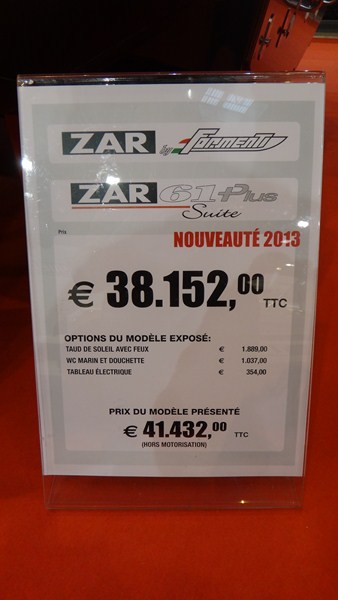 ZAR by Formenti
ZAR 61 Plus
Suite
Prix
NOUVEAUTÉ 2013
€ 38.152,00 TTC
OPTIONS DU MODÈLE EXPOSÉ:
TAUD DE SOLEIL AVEC FEUX € 1.889,00
WC MARIN ET DOUCHETTE € 1.037,00
TABLEAU ÉLECTRIQUE € 354,00
PRIX DU MODÈLE PRÉSENTÉ
€ 41.432,00 TTC
(HORS MOTORISATION)